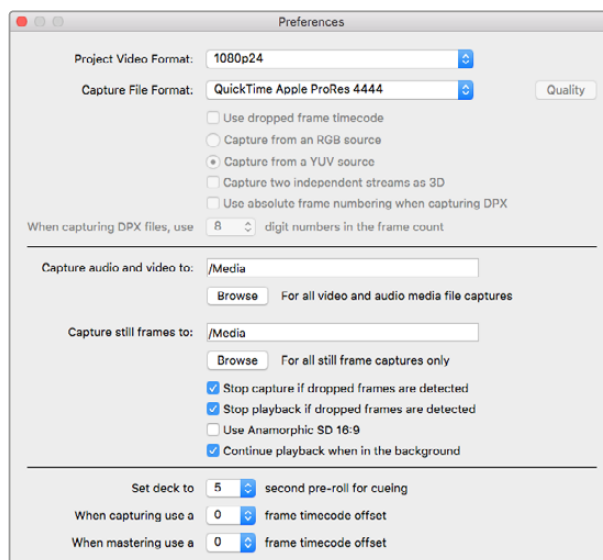 Preferences
Project Video Format: 1080p24
Capture File Format: QuickTime Apple ProRes 4444 Quality
Use dropped frame timecode
Capture from an RGB source
Capture from a YUV source
Capture two independent streams as 3D
Use absolute frame numbering when capturing DPX
When capturing DPX files, use 8 digit numbers in the frame count
Capture audio and video to: /Media
Browse For all video and audio media file captures
Capture still frames to: /Media
Browse For all still frame captures only
Stop capture if dropped frames are detected
Stop playback if dropped frames are detected
Use Anamorphic SD 16:9
Continue playback when in the background
Set deck to 5 second pre-roll for cueing
When capturing use a 0 frame timecode offset
When mastering use a 0 frame timecode offset